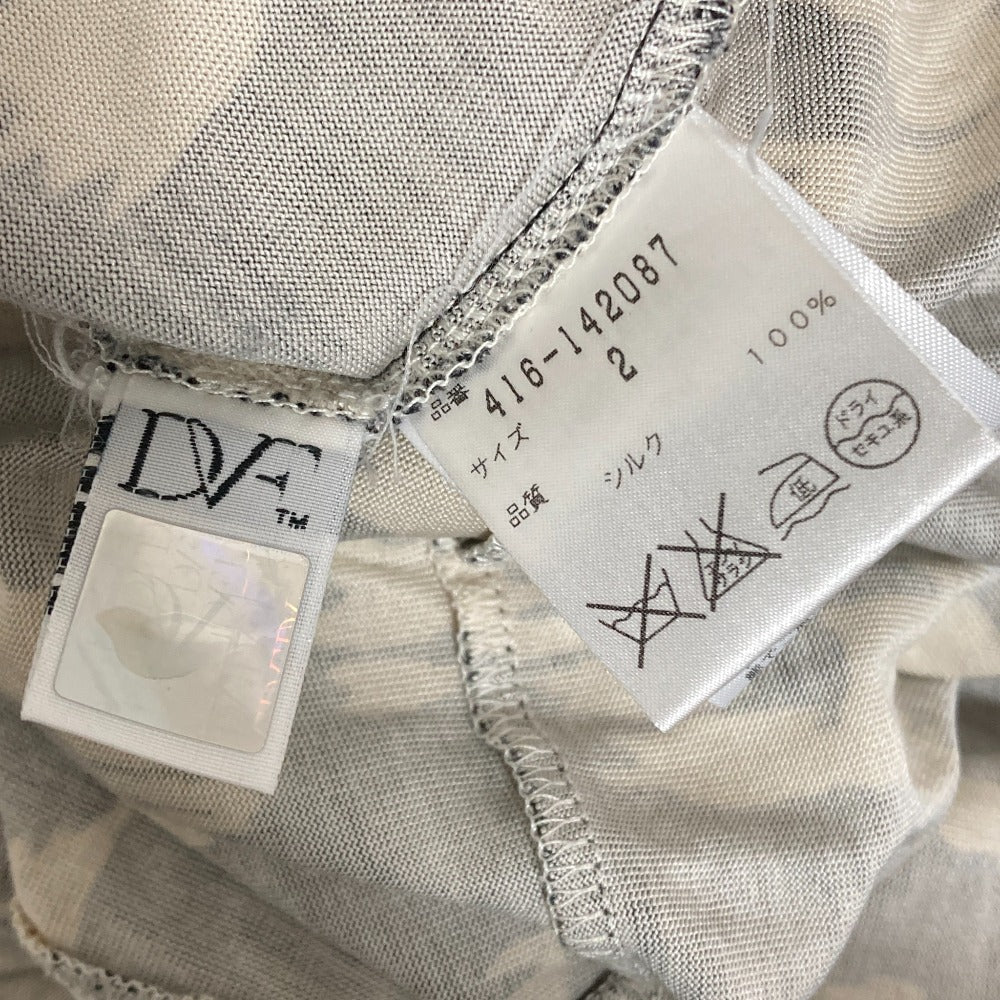 DVF
TM
品番 416-142087
サイズ 2
品質 シルク 100%
低
ドライ
セキユ系